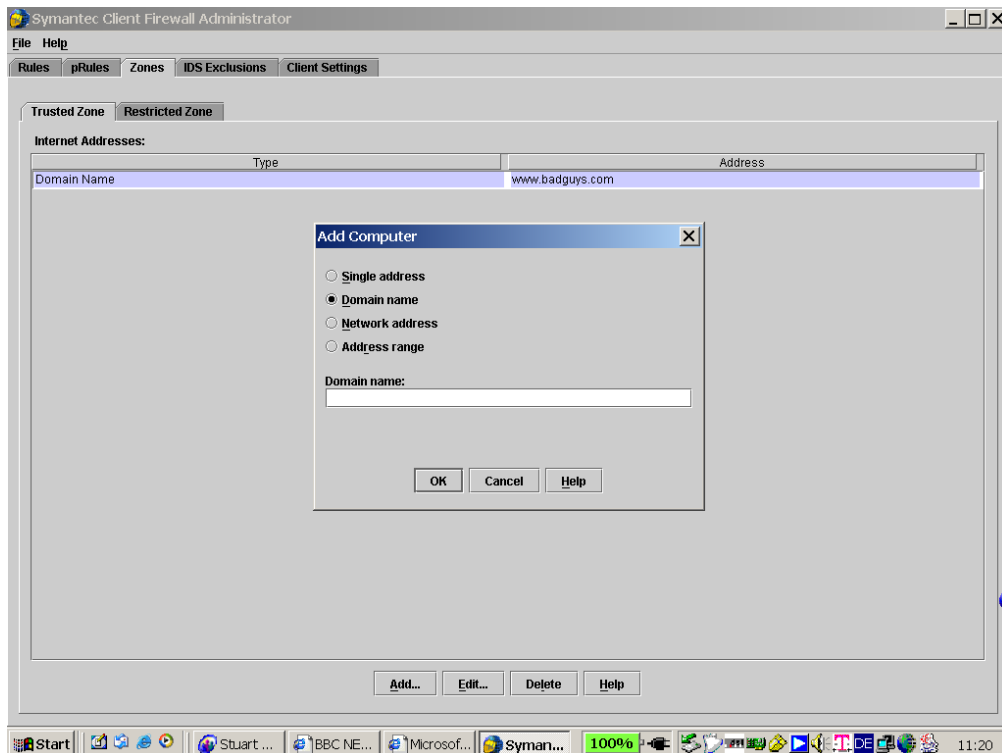 Symantec Client Firewall Administrator
File Help
Rules pRules Zones IDS Exclusions Client Settings
Trusted Zone Restricted Zone
Internet Addresses:
Type Address
Domain Name www.badguys.com
Add Computer
Single address
Domain name
Network address
Address range
Domain name:
OK Cancel Help
Add... Edit... Delete Help
Start Stuart ... BBC NE... Microsof... Syman... 100% DE 11:20